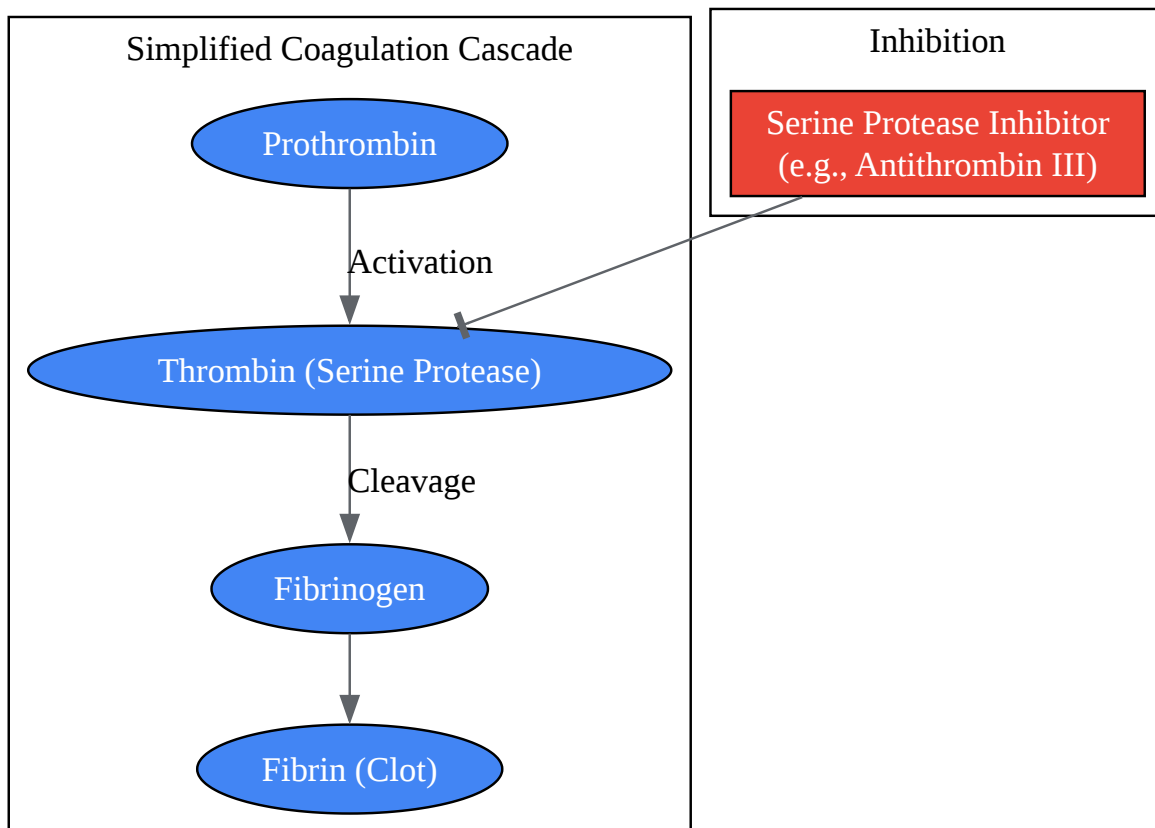 Simplified Coagulation Cascade
Prothrombin
Activation
Thrombin (Serine Protease)
Cleavage
Fibrinogen
Fibrin (Clot)
Inhibition
Serine Protease Inhibitor
(e.g., Antithrombin III)